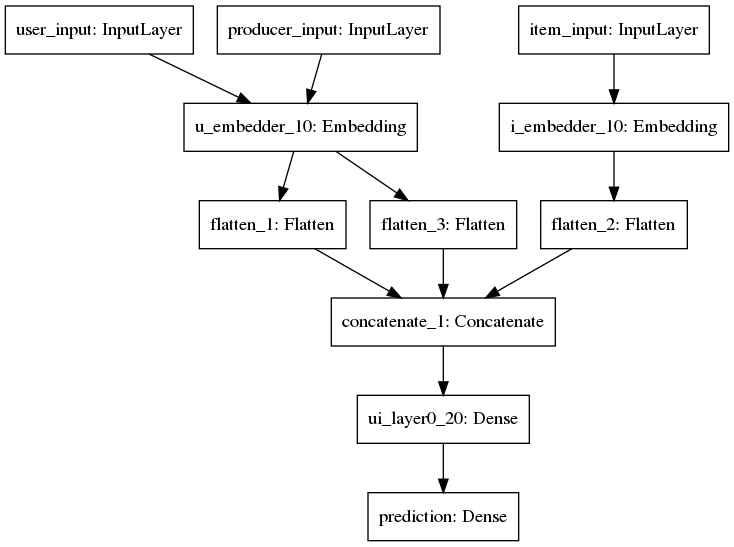 user_input: InputLayer
producer_input: InputLayer
item_input: InputLayer
u_embedder_10: Embedding
i_embedder_10: Embedding
flatten_1: Flatten
flatten_3: Flatten
flatten_2: Flatten
concatenate_1: Concatenate
ui_layer0_20: Dense
prediction: Dense